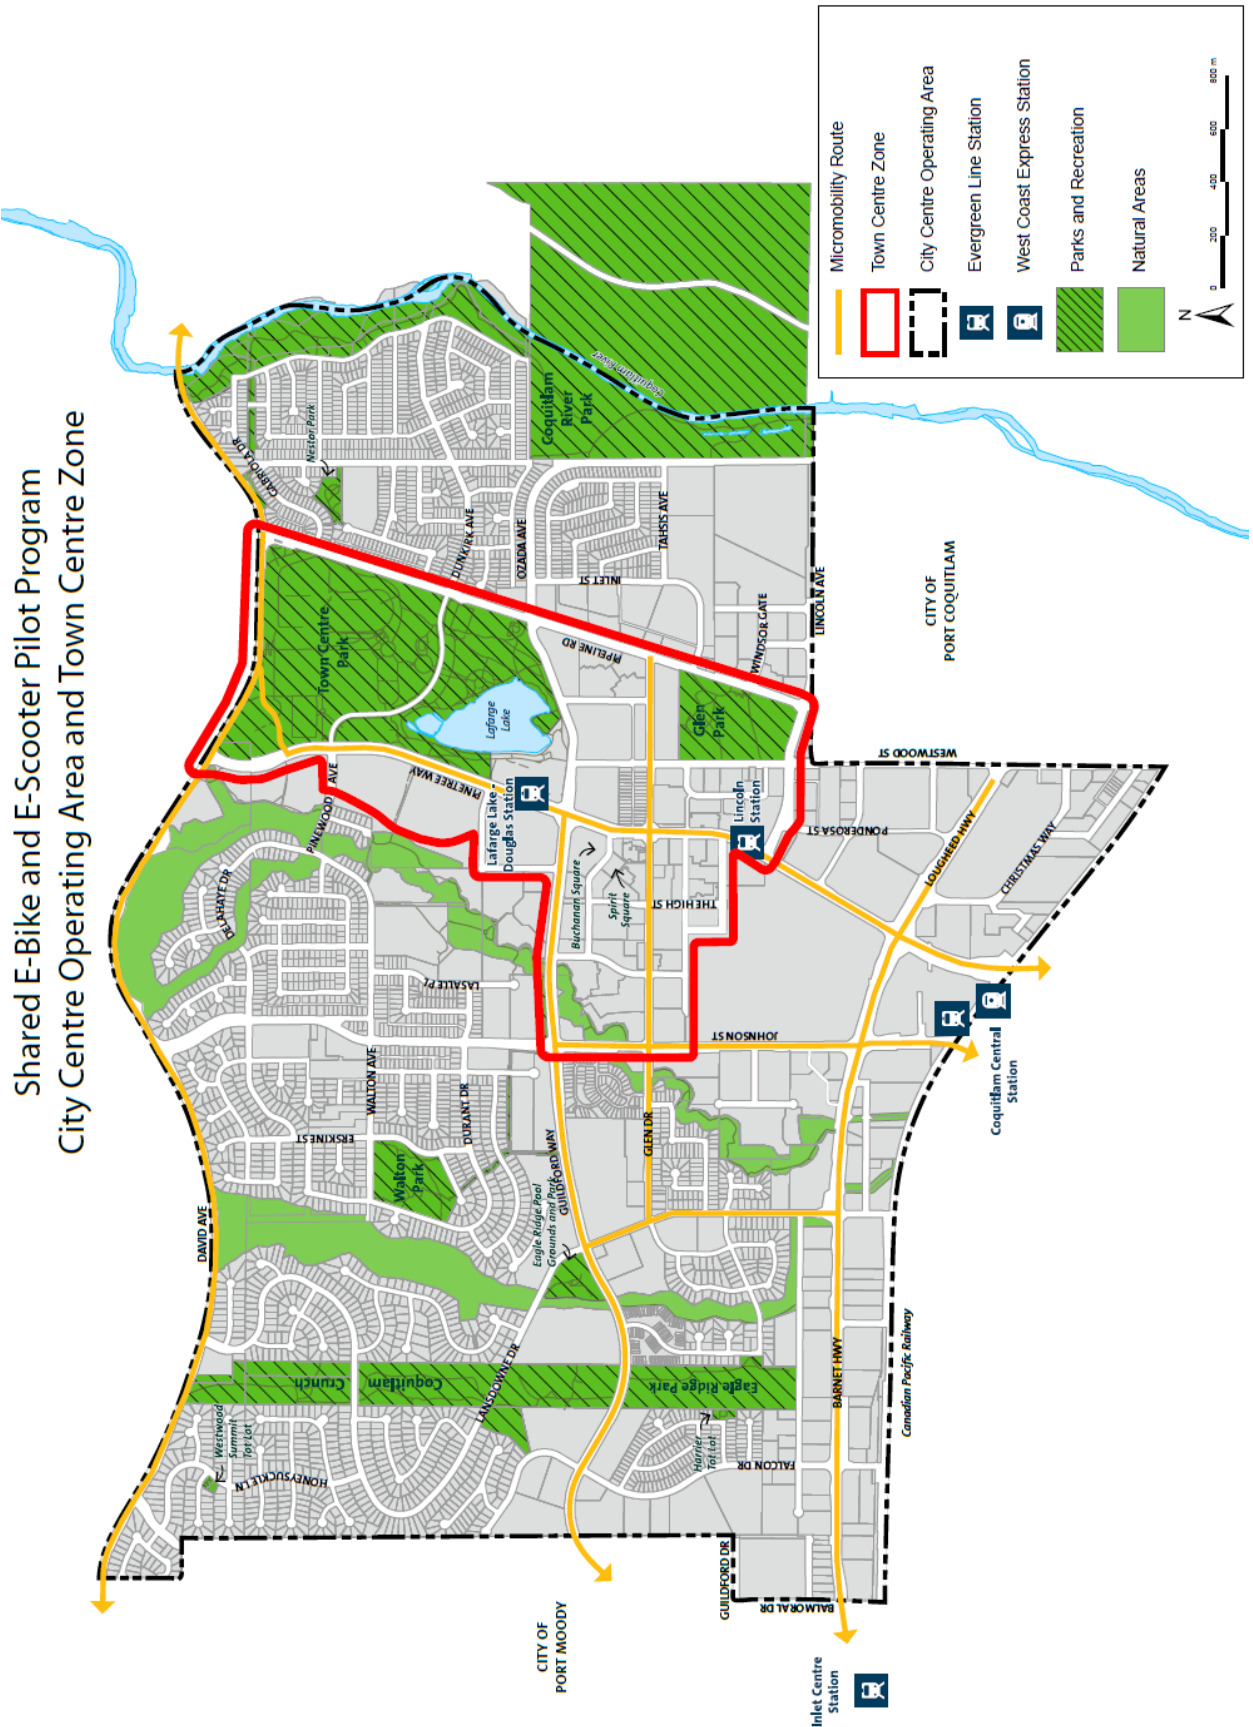 Shared E-Bike and E-Scooter Pilot Program
City Centre Operating Area and Town Centre Zone
DAVID AVE
Westwood
Summit
Tot Lot
HONEYSUCKLE LN
Coquitlam
Crunch
LANSDOWNE DR
Eagle Ridge Pool
Grounds and Park
GUILDFORD WAY
Eagle Ridge Park
Harrier
Tot Lot
FALCON DR
GUILDFORD DR
BALMORAL DR
BARNET HWY
Canadian Pacific Railway
CITY OF
PORT MOODY
Inlet Centre
Station
ERSKINE ST
WALTON AVE
Walton
Park
DURANT DR
LASALLE PL
DELAHAYE DR
PINEWOOD
AVE
PINETREE WAY
Town Centre
Park
Lafarge
Lake
Lafarge Lake -
Douglas Station
Buchanan Square
Spirit
Square
THE HIGH ST
GLEN DR
JOHNSON ST
Lincoln
Station
Glen
Park
PIPELINE RD
WINDSOR GATE
LINCOLN AVE
INLET ST
TAHSIS AVE
OZADA AVE
DUNKIRK AVE
GABRIOLA DR
Nestor Park
Coquitlam
River
Park
Coquitlam River
WESTWOOD ST
PONDEROSA ST
LOUGHEED HWY
CHRISTMAS WAY
Coquitlam Central
Station
CITY OF
PORT COQUITLAM
Micromobility Route
Town Centre Zone
City Centre Operating Area
Evergreen Line Station
West Coast Express Station
Parks and Recreation
Natural Areas
N
0 200 400 600 800 m